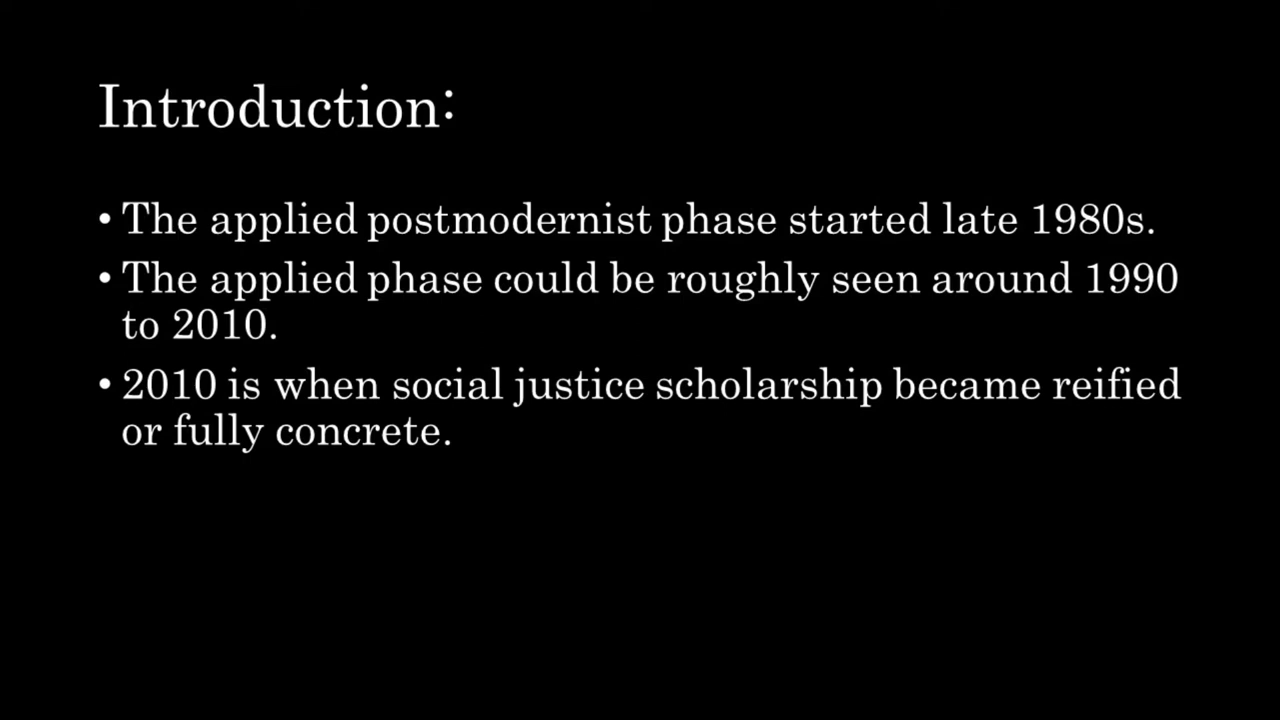 Introduction:
• The applied postmodernist phase started late 1980s.
• The applied phase could be roughly seen around 1990
to 2010.
• 2010 is when social justice scholarship became reified
or fully concrete.